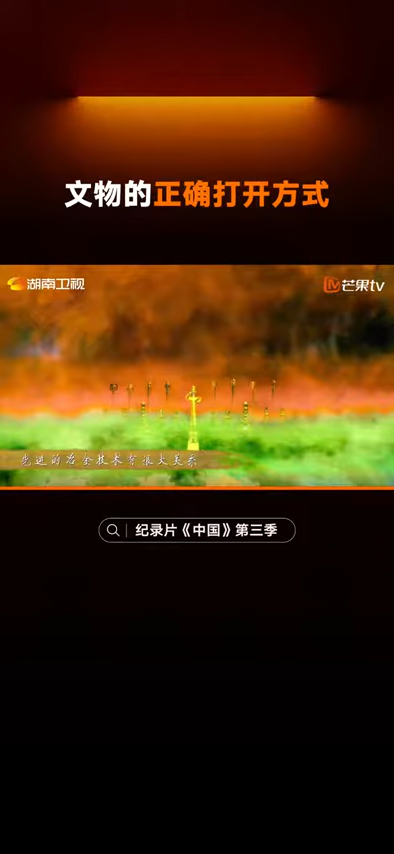 文物的正确打开方式
湖南卫视
芒果tv
先进的冶金技术有很大关系
纪录片《中国》第三季